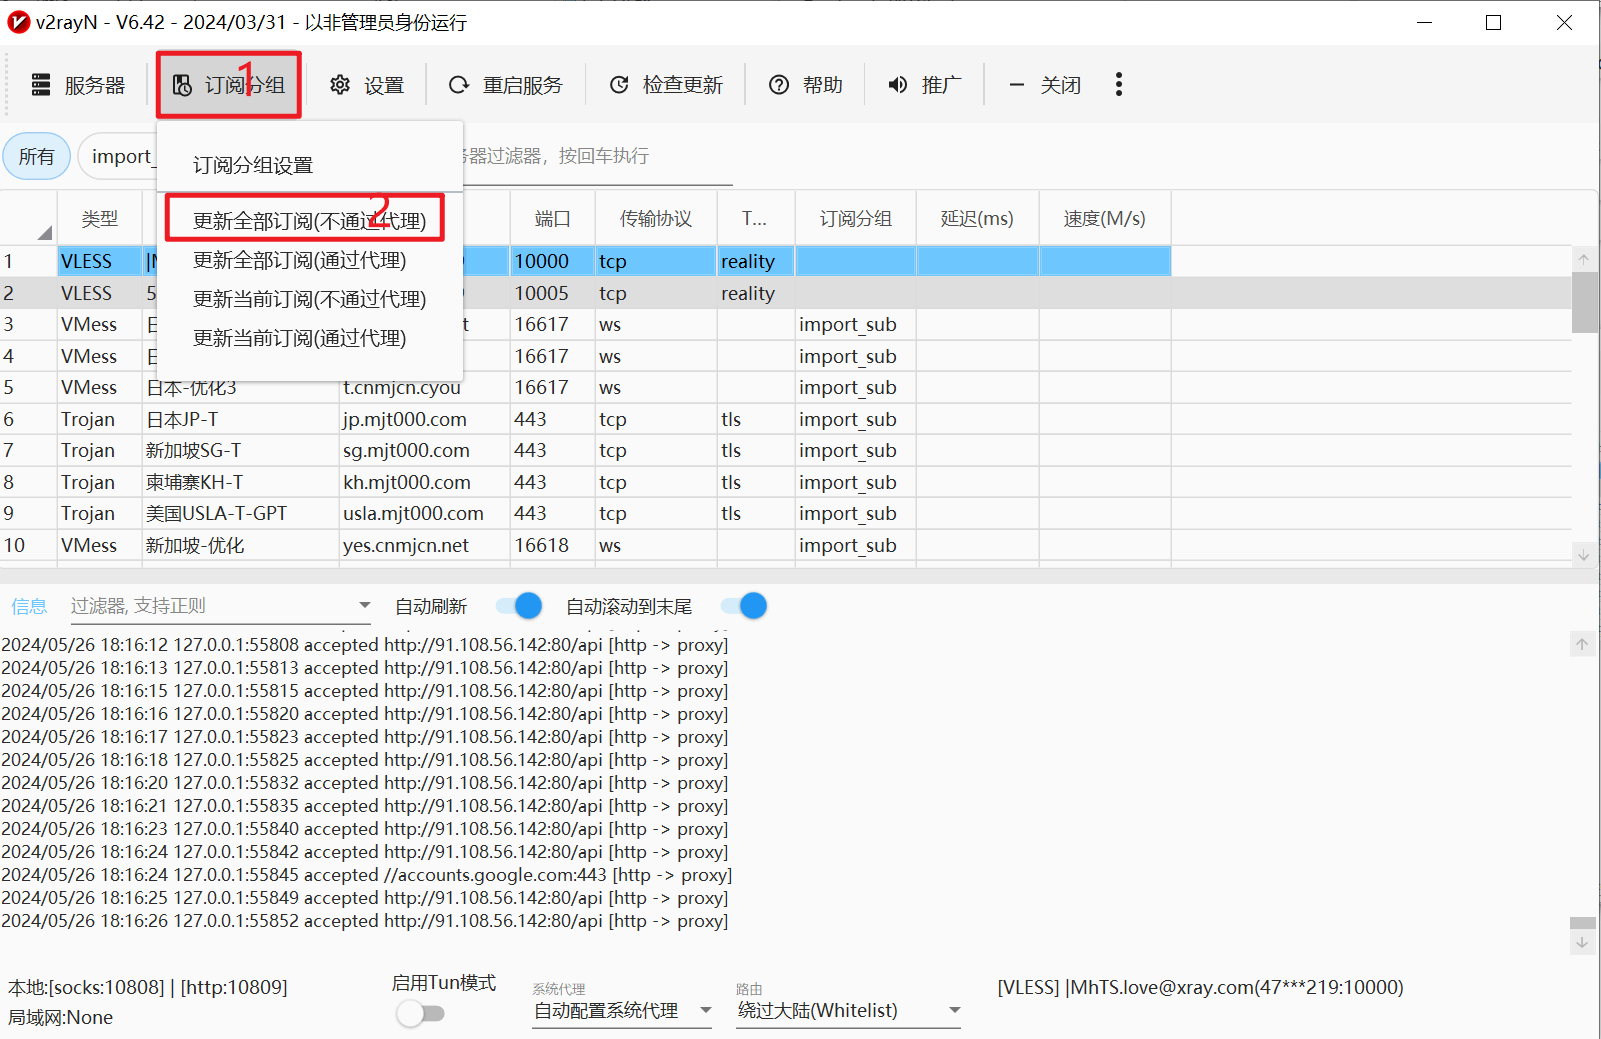 v2rayN - V6.42 - 2024/03/31 - 以非管理员身份运行
服务器 订阅分组 设置 重启服务 检查更新 帮助 推广 关闭
1
所有 import_ 器过滤器，按回车执行
订阅分组设置
更新全部订阅(不通过代理)
2
更新全部订阅(通过代理)
更新当前订阅(不通过代理)
更新当前订阅(通过代理)
类型 端口 传输协议 T... 订阅分组 延迟(ms) 速度(M/s)
1 VLESS 10000 tcp reality
2 VLESS 5 10005 tcp reality
3 VMess 日 t 16617 ws import_sub
4 VMess 日 16617 ws import_sub
5 VMess 日本-优化3 t.cnmjcn.cyou 16617 ws import_sub
6 Trojan 日本JP-T jp.mjt000.com 443 tcp tls import_sub
7 Trojan 新加坡SG-T sg.mjt000.com 443 tcp tls import_sub
8 Trojan 柬埔寨KH-T kh.mjt000.com 443 tcp tls import_sub
9 Trojan 美国USLA-T-GPT usla.mjt000.com 443 tcp tls import_sub
10 VMess 新加坡-优化 yes.cnmjcn.net 16618 ws import_sub
信息 过滤器, 支持正则 自动刷新 自动滚动到末尾
2024/05/26 18:16:12 127.0.0.1:55808 accepted http://91.108.56.142:80/api [http -> proxy]
2024/05/26 18:16:13 127.0.0.1:55813 accepted http://91.108.56.142:80/api [http -> proxy]
2024/05/26 18:16:15 127.0.0.1:55815 accepted http://91.108.56.142:80/api [http -> proxy]
2024/05/26 18:16:16 127.0.0.1:55820 accepted http://91.108.56.142:80/api [http -> proxy]
2024/05/26 18:16:17 127.0.0.1:55823 accepted http://91.108.56.142:80/api [http -> proxy]
2024/05/26 18:16:18 127.0.0.1:55825 accepted http://91.108.56.142:80/api [http -> proxy]
2024/05/26 18:16:20 127.0.0.1:55832 accepted http://91.108.56.142:80/api [http -> proxy]
2024/05/26 18:16:21 127.0.0.1:55835 accepted http://91.108.56.142:80/api [http -> proxy]
2024/05/26 18:16:23 127.0.0.1:55840 accepted http://91.108.56.142:80/api [http -> proxy]
2024/05/26 18:16:24 127.0.0.1:55842 accepted http://91.108.56.142:80/api [http -> proxy]
2024/05/26 18:16:24 127.0.0.1:55845 accepted //accounts.google.com:443 [http -> proxy]
2024/05/26 18:16:25 127.0.0.1:55849 accepted http://91.108.56.142:80/api [http -> proxy]
2024/05/26 18:16:26 127.0.0.1:55852 accepted http://91.108.56.142:80/api [http -> proxy]
本地:[socks:10808] | [http:10809] 启用Tun模式 系统代理 路由 [VLESS] |MhTS.love@xray.com(47***219:10000)
局域网:None 自动配置系统代理 绕过大陆(Whitelist)